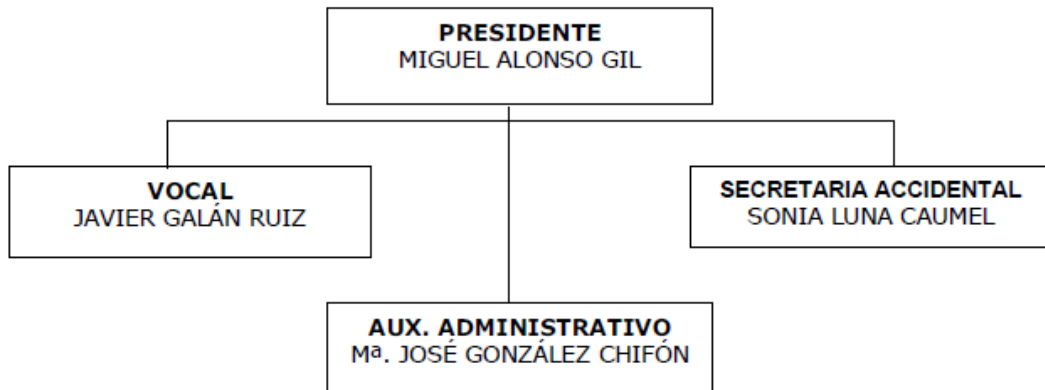 PRESIDENTE
MIGUEL ALONSO GIL
VOCAL
JAVIER GALÁN RUIZ
SECRETARIA ACCIDENTAL
SONIA LUNA CAUMEL
AUX. ADMINISTRATIVO
Mª. JOSÉ GONZÁLEZ CHIFÓN